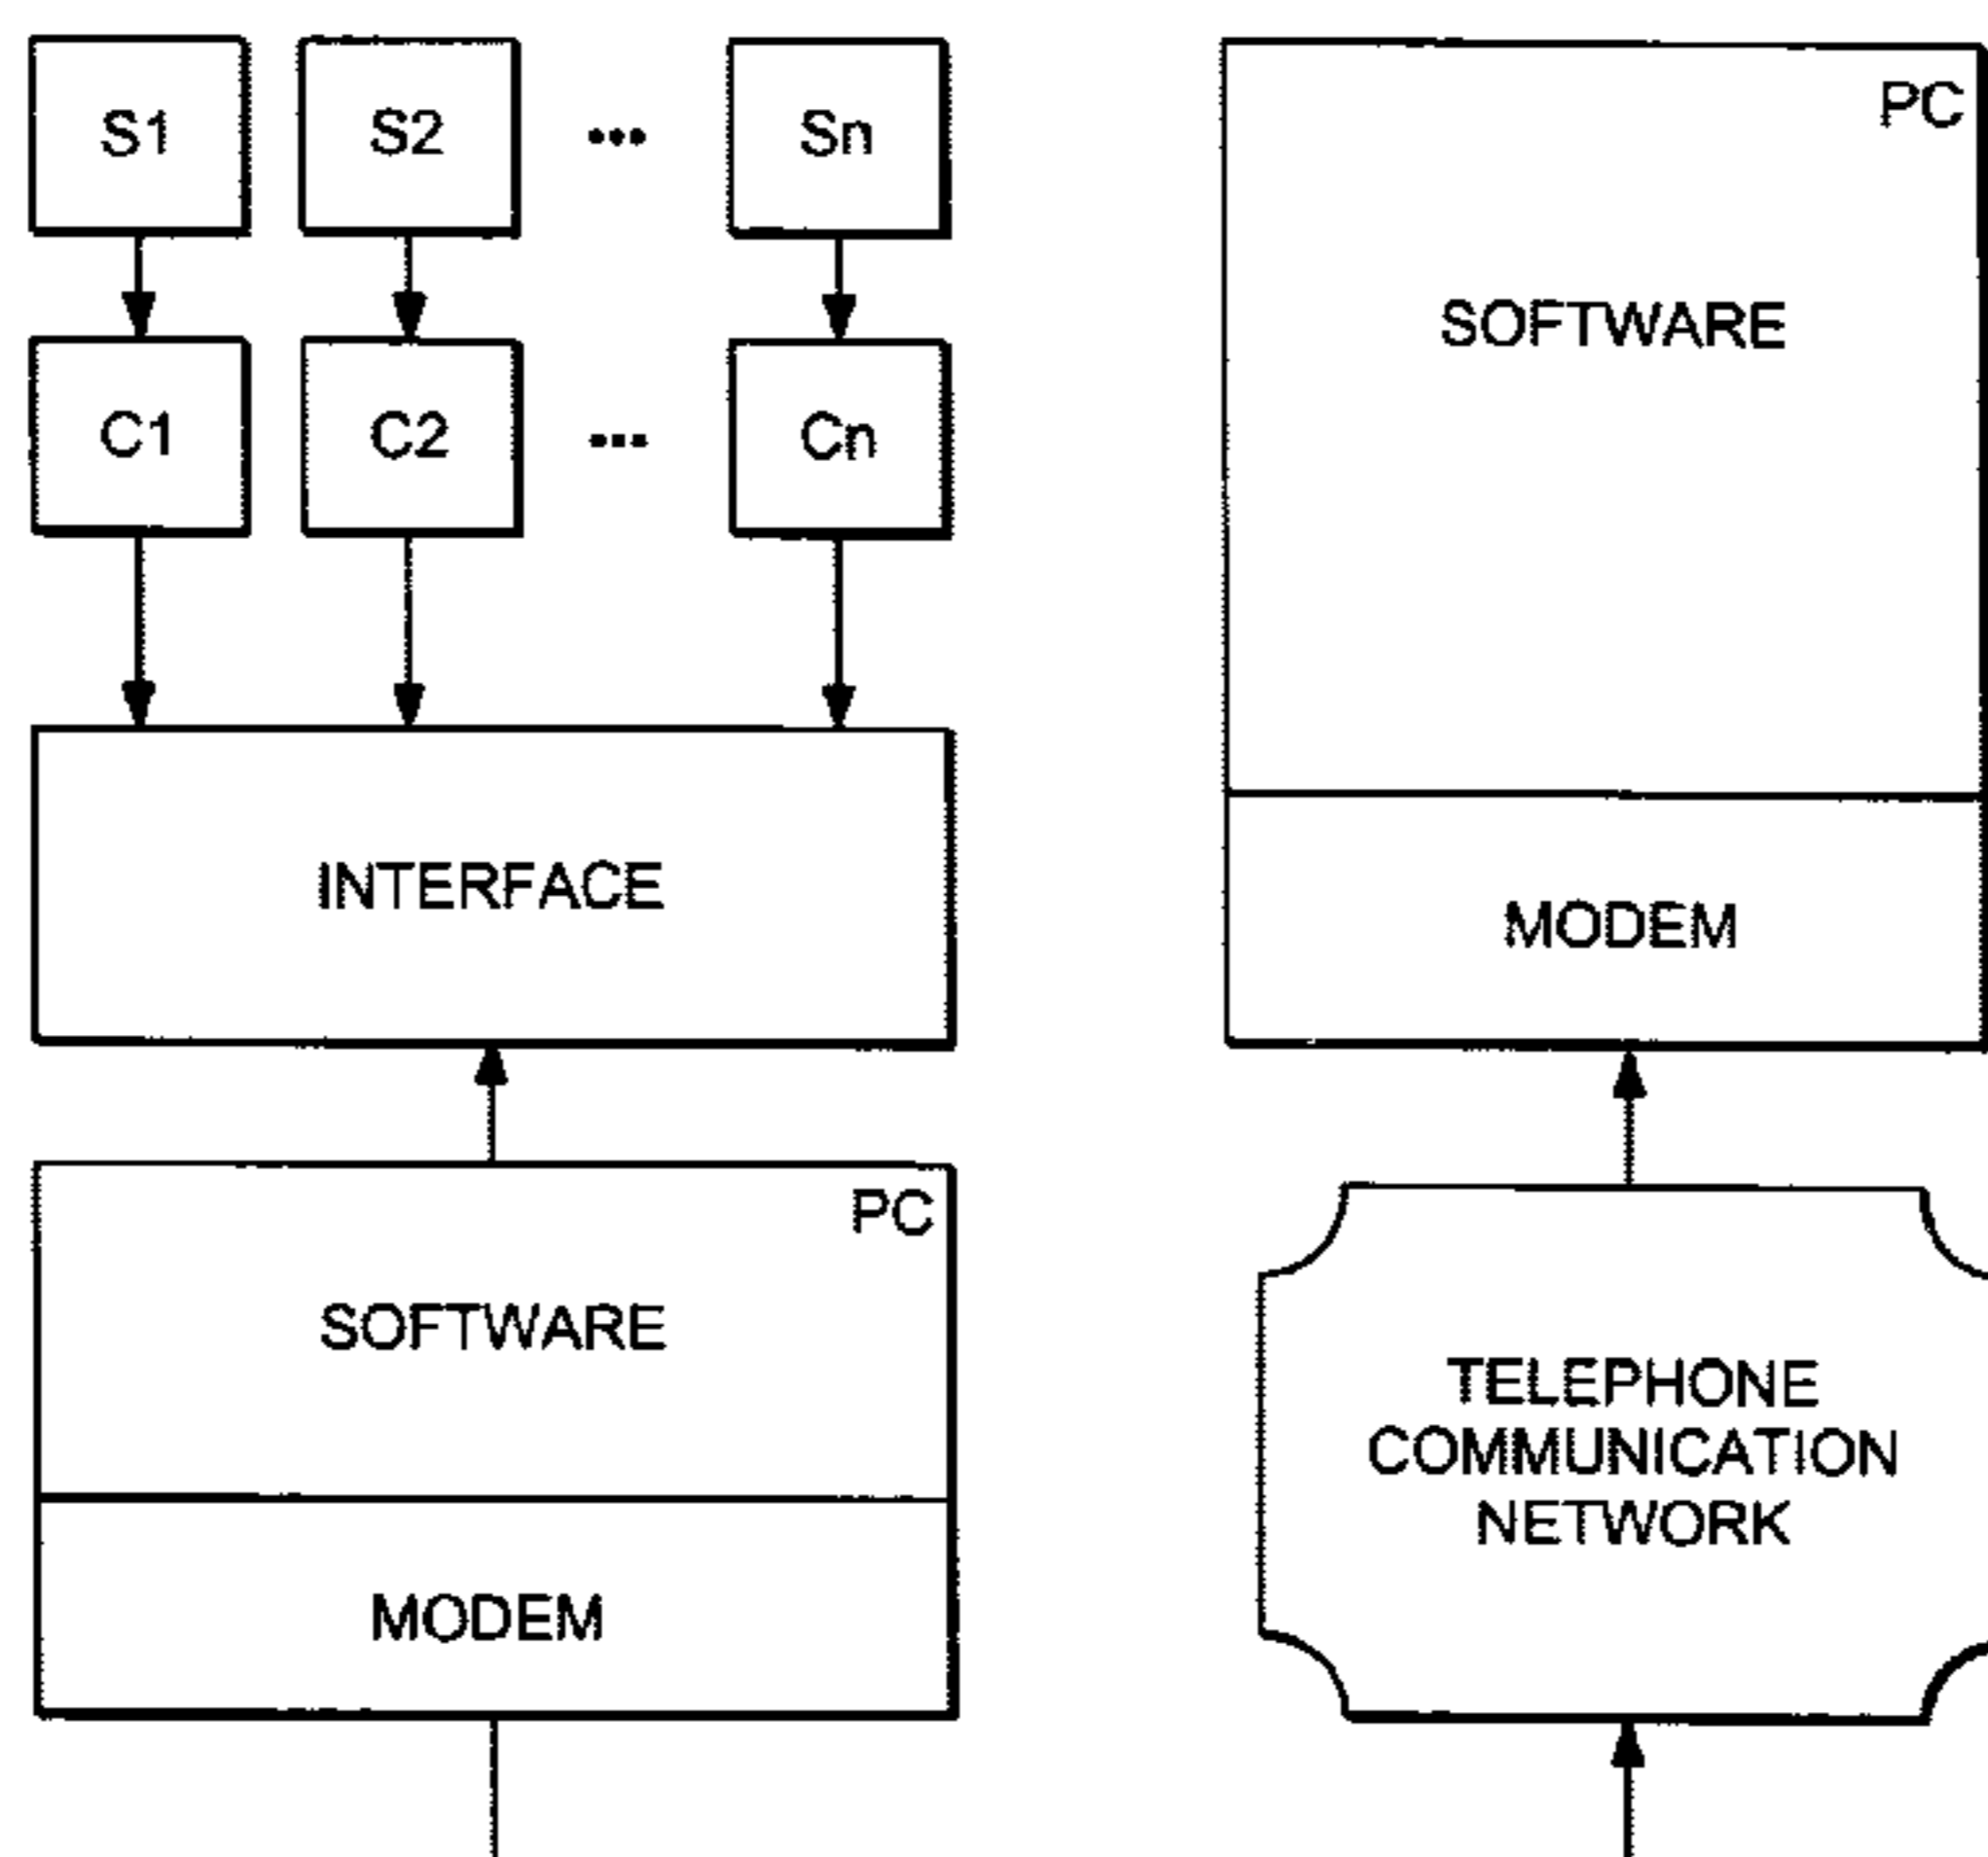 S1 S2 ... Sn
C1 C2 ... Cn
INTERFACE
PC
SOFTWARE
MODEM
PC
SOFTWARE
MODEM
TELEPHONE
COMMUNICATION
NETWORK